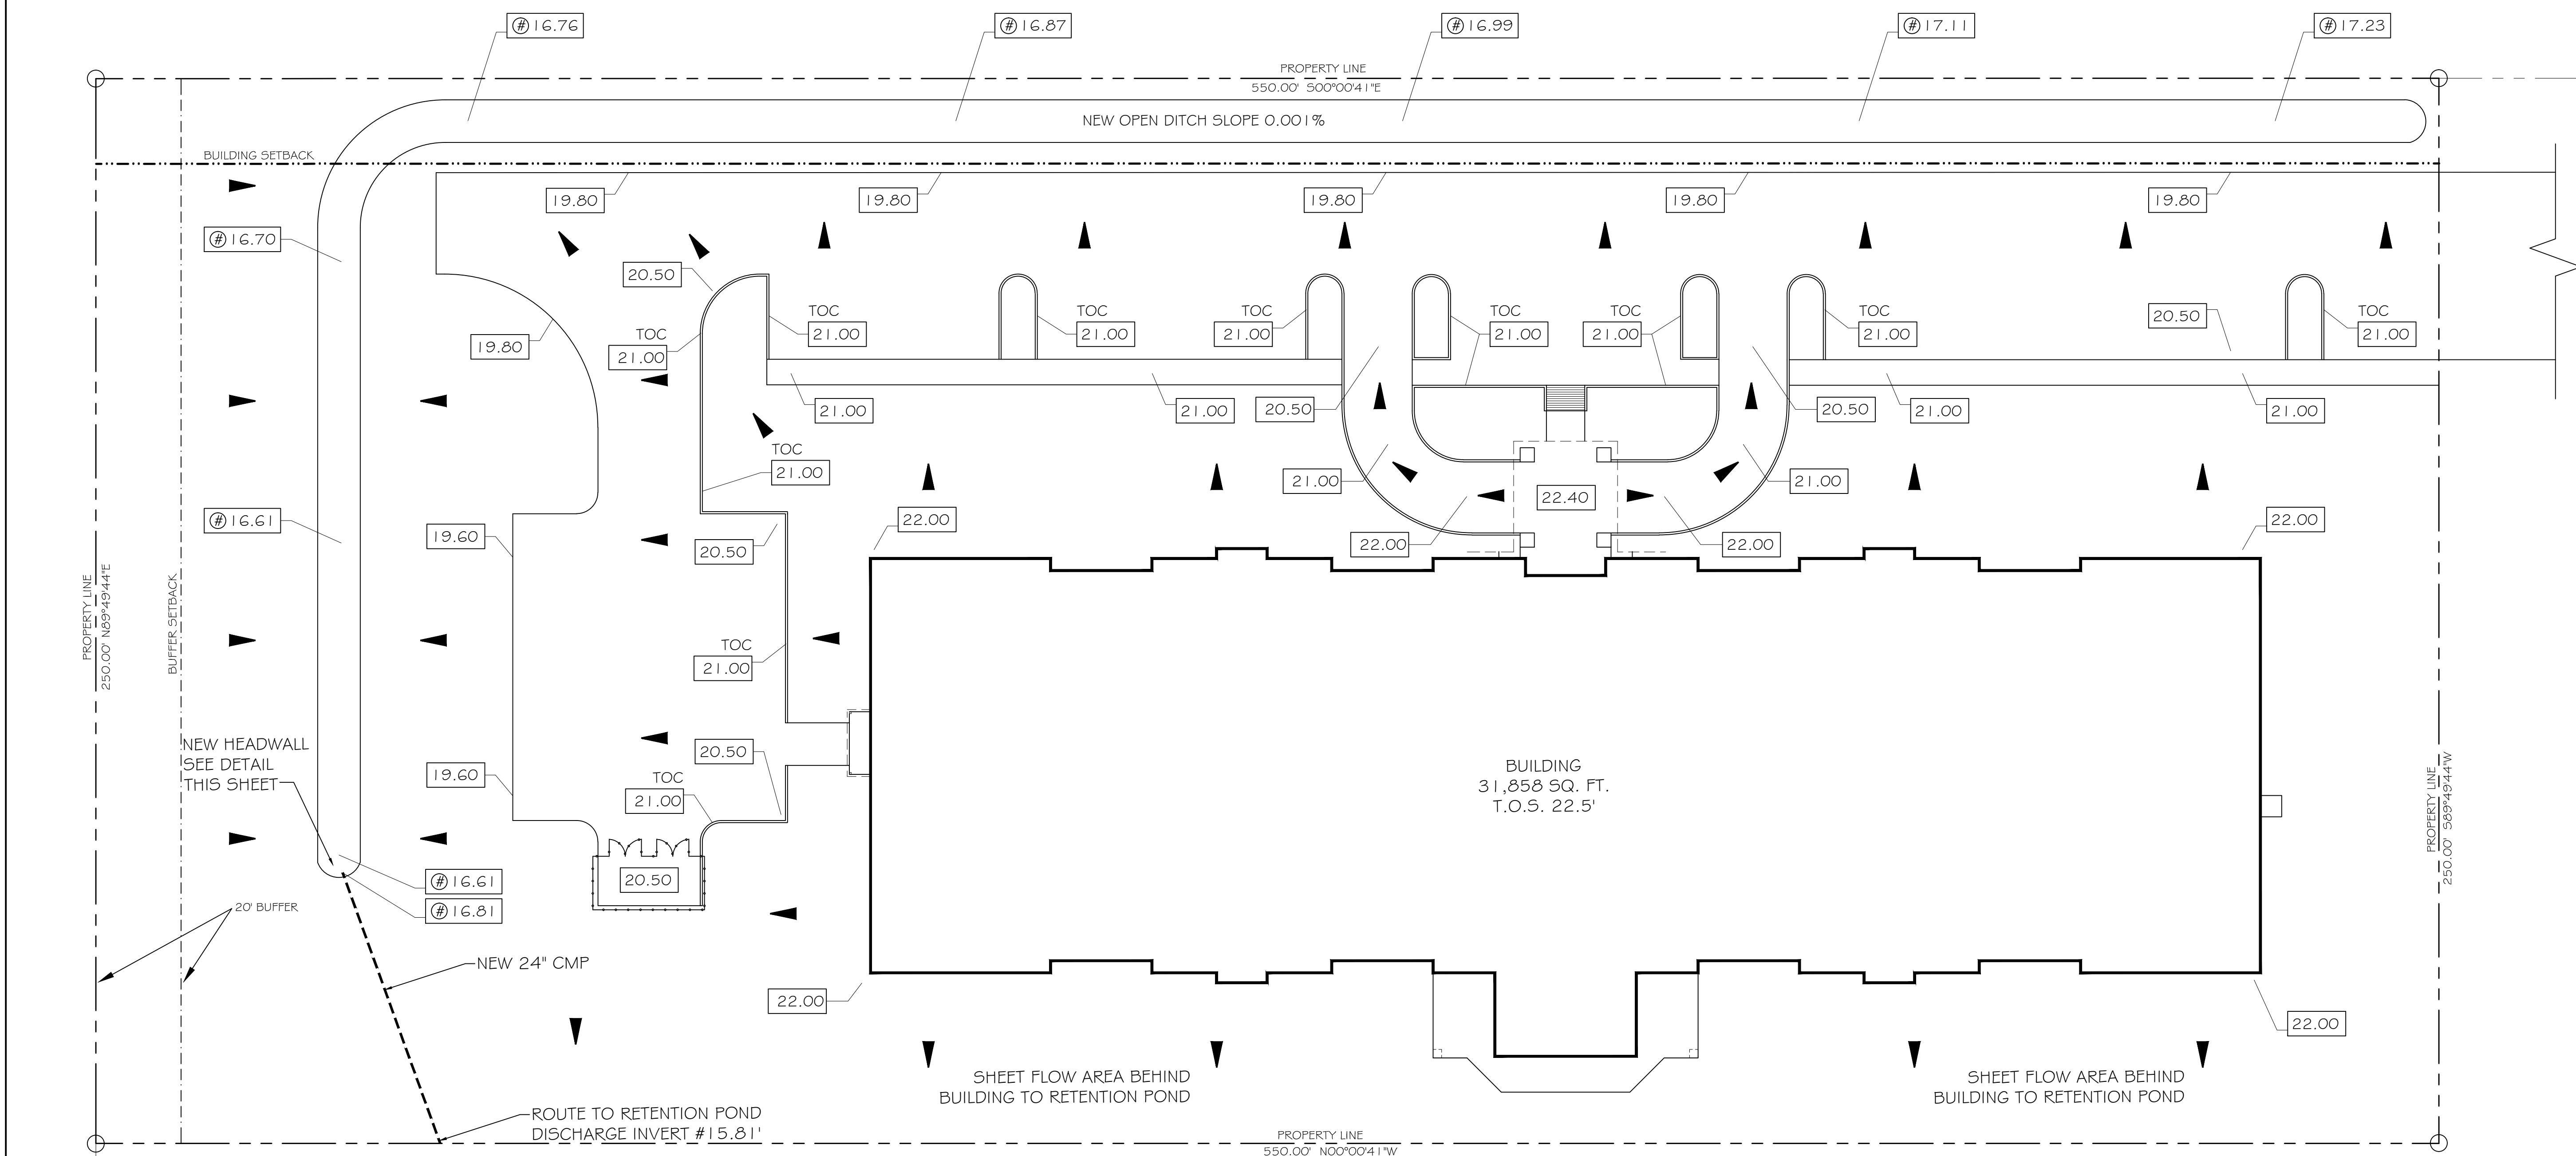 #16.76
#16.87
#16.99
#17.11
#17.23
PROPERTY LINE
550.00' S00°00'41"E
NEW OPEN DITCH SLOPE 0.001%
BUILDING SETBACK
19.80
19.80
19.80
19.80
19.80
#16.70
20.50
TOC
21.00
TOC
21.00
TOC
21.00
TOC
21.00
TOC
21.00
TOC
21.00
TOC
21.00
20.50
TOC
21.00
19.80
21.00
21.00
20.50
20.50
21.00
21.00
TOC
21.00
21.00
21.00
22.40
#16.61
19.60
20.50
22.00
22.00
22.00
22.00
PROPERTY LINE
250.00' N89°49'44"E
BUFFER SETBACK
TOC
21.00
NEW HEADWALL
SEE DETAIL
THIS SHEET
19.60
20.50
TOC
21.00
BUILDING
31,858 SQ. FT.
T.O.S. 22.5'
PROPERTY LINE
250.00' S89°49'44"W
#16.61
#16.81
20.50
20' BUFFER
NEW 24" CMP
22.00
22.00
SHEET FLOW AREA BEHIND
BUILDING TO RETENTION POND
SHEET FLOW AREA BEHIND
BUILDING TO RETENTION POND
ROUTE TO RETENTION POND
DISCHARGE INVERT #15.81'
PROPERTY LINE
550.00' N00°00'41"W